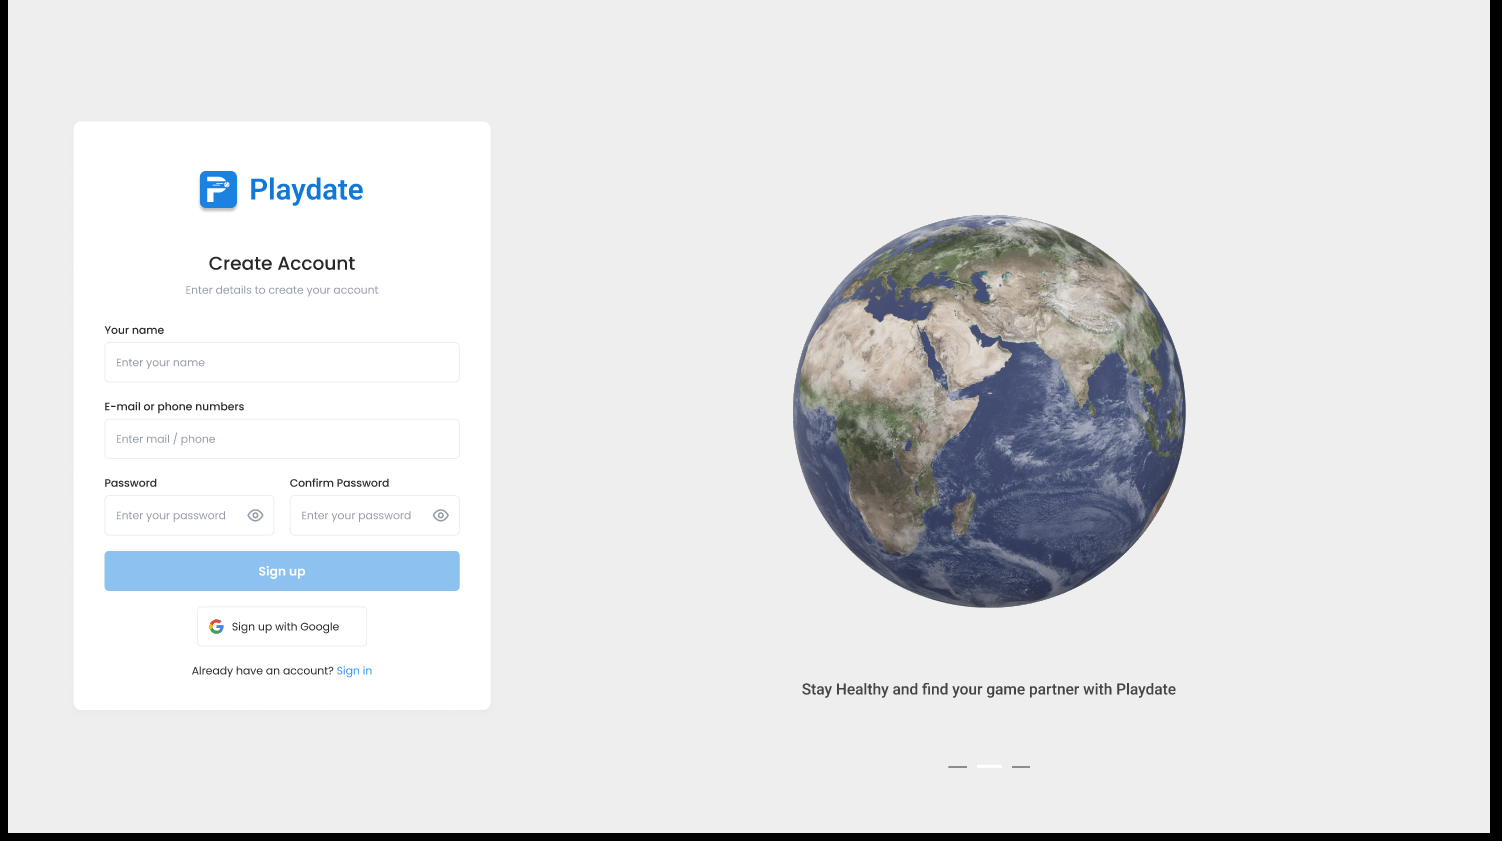 Playdate
Create Account
Enter details to create your account
Your name
Enter your name
E-mail or phone numbers
Enter mail / phone
Password
Confirm Password
Enter your password
Enter your password
Sign up
Sign up with Google
Already have an account? Sign in
Stay Healthy and find your game partner with Playdate